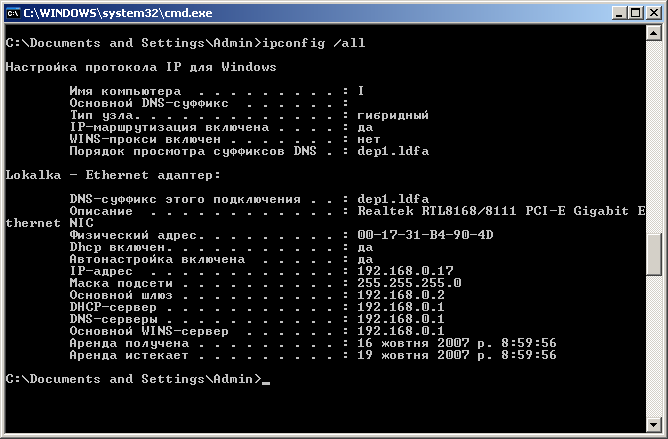 C:\WINDOWS\system32\cmd.exe
C:\Documents and Settings\Admin>ipconfig /all
Настройка протокола IP для Windows
Имя компьютера . . . . . . . . . : I
Основной DNS-суффикс . . . . . . :
Тип узла. . . . . . . . . . . . . : гибридный
IP-маршрутизация включена . . . . : да
WINS-прокси включен . . . . . . . : нет
Порядок просмотра суффиксов DNS . : dep1.ldfa
Lokalka - Ethernet адаптер:
DNS-суффикс этого подключения . . : dep1.ldfa
Описание . . . . . . . . . . . . : Realtek RTL8168/8111 PCI-E Gigabit E
thernet NIC
Физический адрес. . . . . . . . . : 00-17-31-B4-90-4D
Dhcp включен. . . . . . . . . . . : да
Автонастройка включена . . . . . : да
IP-адрес . . . . . . . . . . . . : 192.168.0.17
Маска подсети . . . . . . . . . . : 255.255.255.0
Основной шлюз . . . . . . . . . . : 192.168.0.2
DHCP-сервер . . . . . . . . . . . : 192.168.0.1
DNS-серверы . . . . . . . . . . . : 192.168.0.1
Основной WINS-сервер . . . . . . : 192.168.0.1
Аренда получена . . . . . . . . . : 16 жовтня 2007 р. 8:59:56
Аренда истекает . . . . . . . . . : 19 жовтня 2007 р. 8:59:56
C:\Documents and Settings\Admin>_